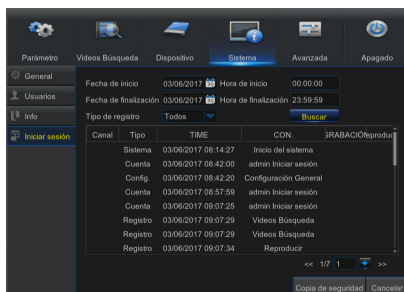 Parámetro Videos Búsqueda Dispositivo Sistema Avanzada Apagado
General
Usuarios
Info
Iniciar sesión
Fecha de inicio 03/06/2017 Hora de inicio 00:00:00
Fecha de finalización 03/06/2017 Hora de finalización 23:59:59
Tipo de registro Todos Buscar
Canal Tipo TIME CON. GRABACIÓN Reproduc
Sistema 03/06/2017 08:14:27 Inicio del sistema
Cuenta 03/06/2017 08:42:00 admin Iniciar sesión
Config. 03/06/2017 08:42:20 Configuración General
Cuenta 03/06/2017 08:57:59 admin Iniciar sesión
Cuenta 03/06/2017 09:07:25 admin Iniciar sesión
Registro 03/06/2017 09:07:29 Videos Búsqueda
Registro 03/06/2017 09:07:29 Videos Búsqueda
Registro 03/06/2017 09:07:34 Reproducir
<< 1/7 1 >>
Copia de seguridad Cancelar